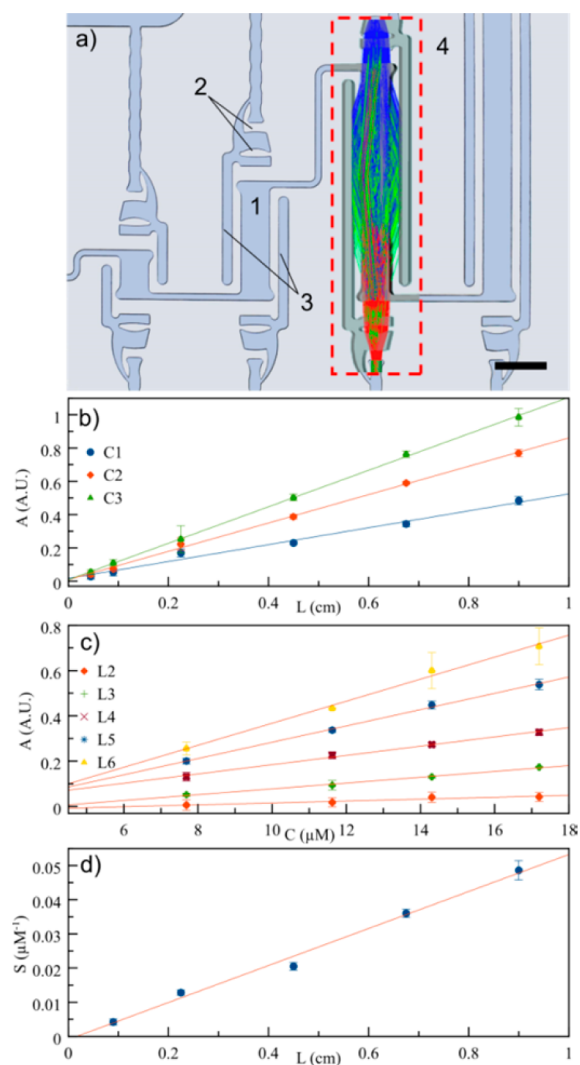 a)
4
2
1
3
b)
1
0.8
0.6
0.4
0.2
0
A (A.U.)
C1
C2
C3
0 0.2 0.4 0.6 0.8 1
L (cm)
c)
0.8
0.6
0.4
0.2
0
A (A.U.)
L2
L3
L4
L5
L6
6 8 10 12 14 16 18
C (µM)
d)
0.05
0.04
0.03
0.02
0.01
0
S (µM⁻¹)
0 0.2 0.4 0.6 0.8 1
L (cm)